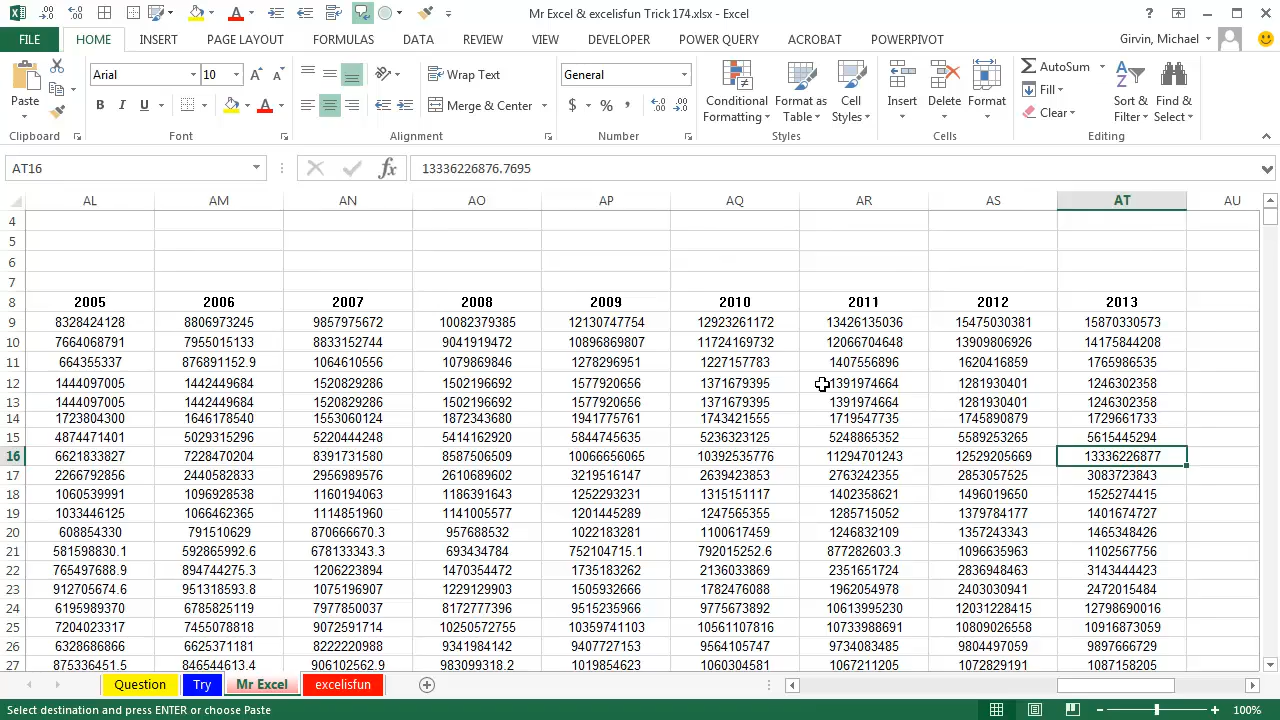 Mr Excel & excelisfun Trick 174.xlsx - Excel
FILE HOME INSERT PAGE LAYOUT FORMULAS DATA REVIEW VIEW DEVELOPER POWER QUERY ACROBAT POWERPIVOT Girvin, Michael
Paste Arial 10 Wrap Text General Conditional Formatting Format as Table Cell Styles Insert Delete Format AutoSum Sort & Filter Find & Select
B I U Merge & Center $ % Fill
Clear
Clipboard Font Alignment Number Styles Cells Editing
AT16 fx 13336226876.7695
AL AM AN AO AP AQ AR AS AT AU
4
5
6
7
8 2005 2006 2007 2008 2009 2010 2011 2012 2013
9 8328424128 8806973245 9857975672 10082379385 12130747754 12923261172 13426135036 15475030381 15870330573
10 7664068791 7955015133 8833152744 9041919472 10896869807 11724169732 12066704648 13909806926 14175844208
11 664355337 876891152.9 1064610556 1079869846 1278296951 1227157783 1407556896 1620416859 1765986535
12 1444097005 1442449684 1520829286 1502196692 1577920656 1371679395 1391974664 1281930401 1246302358
13 1444097005 1442449684 1520829286 1502196692 1577920656 1371679395 1391974664 1281930401 1246302358
14 1723804300 1646178540 1553060124 1872343680 1941775761 1743421555 1719547735 1745890879 1729661733
15 4874471401 5029315296 5220444248 5414162920 5844745635 5236323125 5248865352 5589253265 5615445294
16 6621833827 7228470204 8391731580 8587506509 10066656065 10392535776 11294701243 12529205669 13336226877
17 2266792856 2440582833 2956989576 2610669602 3219516147 2639423853 2763242355 2853057525 3083723843
18 1060539991 1096928538 1160194063 1186391643 1252293231 1315151117 1402358621 1496019650 1525274415
19 1033446125 1066462365 1114851960 1141005577 1201445289 1247565355 1285715052 1379784177 1401674727
20 608854330 791510629 870666670.3 957688532 1022183281 1100617459 1246832109 1357243343 1465348426
21 581598830.1 592865992.6 678133343.3 693434784 752104715.1 792015252.6 877282603.3 1096635963 1102567756
22 765497688.9 894744275.3 1206223894 1470354472 1735183262 2136033869 2351651724 2836948463 3143444423
23 912705674.6 951318593.8 1075196907 1229129903 1505932666 1782476088 1962054978 2403030941 2472015484
24 6195989370 6785825119 7977850037 8172777396 9515235966 9775673892 10613995230 12031228415 12798690016
25 7204023317 7455078818 9072591714 10250572755 10359741103 10561107816 10733988691 10809026558 10916873059
26 6328686866 6625371181 8222220988 9341984142 9407727153 9564105747 9734083485 9804497059 9897666729
27 875336451.5 846544613.4 906102562.9 983099318.2 1019854623 1060304581 1067211205 1072829191 1087158205
Question Try Mr Excel excelisfun
Select destination and press ENTER or choose Paste 100%